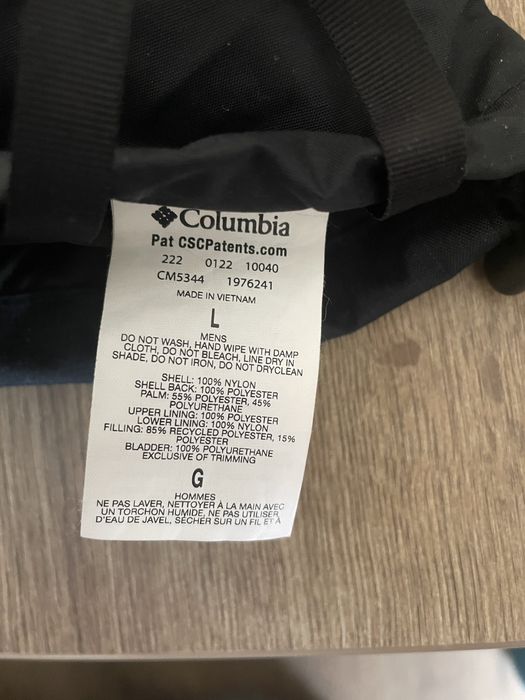 Columbia
Pat CSCPatents.com
222 0122 10040
CM5344 1976241
MADE IN VIETNAM
L
MENS
DO NOT WASH, HAND WIPE WITH DAMP
CLOTH, DO NOT BLEACH, LINE DRY IN
SHADE, DO NOT IRON, DO NOT DRYCLEAN
SHELL: 100% NYLON
SHELL BACK: 100% POLYESTER
PALM: 55% POLYESTER, 45%
POLYURETHANE
UPPER LINING: 100% POLYESTER
LOWER LINING: 100% NYLON
FILLING: 85% RECYCLED POLYESTER, 15%
POLYESTER
BLADDER: 100% POLYURETHANE
EXCLUSIVE OF TRIMMING
G
HOMMES
NE PAS LAVER, NETTOYER À LA MAIN AVEC
UN TORCHON HUMIDE, NE PAS UTILISER
D'EAU DE JAVEL, SÉCHER SUR UN FIL ET À